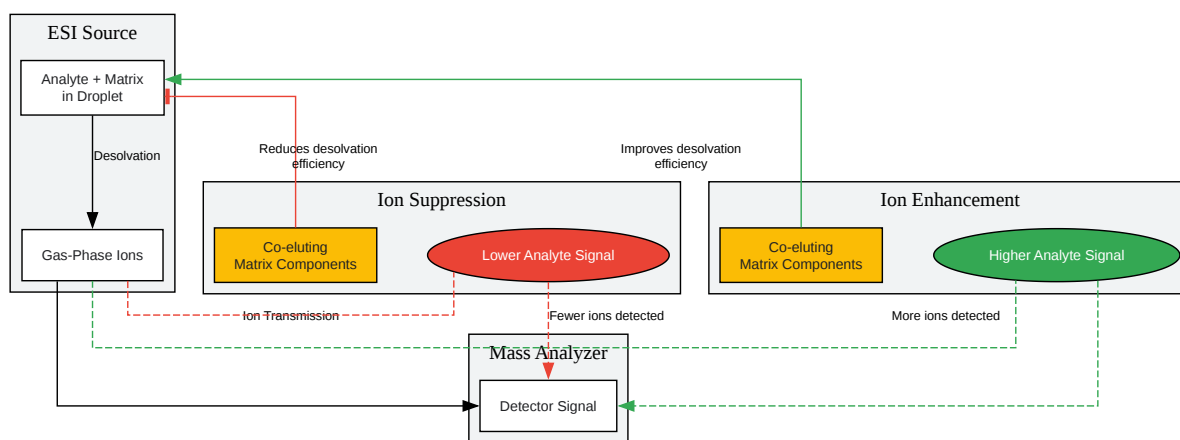 ESI Source
Analyte + Matrix
in Droplet
Desolvation
Reduces desolvation
efficiency
Improves desolvation
efficiency
Ion Suppression
Ion Enhancement
Gas-Phase Ions
Co-eluting
Matrix Components
Lower Analyte Signal
Co-eluting
Matrix Components
Higher Analyte Signal
Ion Transmission
Fewer ions detected
More ions detected
Mass Analyzer
Detector Signal